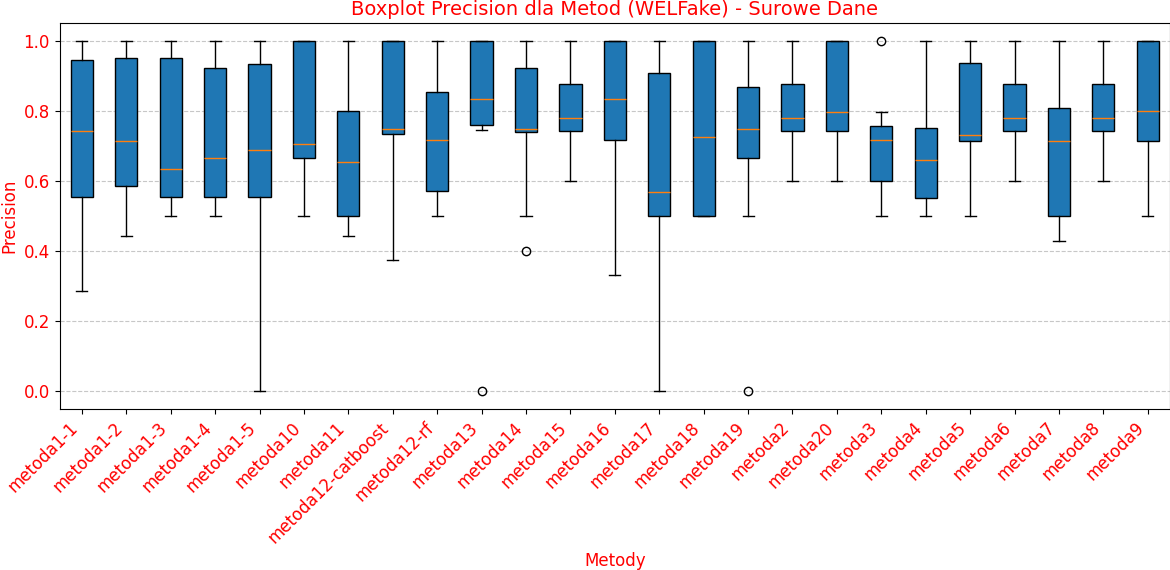 Boxplot Precision dla Metod (WELFake) - Surowe Dane
Precision
1.0
0.8
0.6
0.4
0.2
0.0
metoda1-1
metoda1-2
metoda1-3
metoda1-4
metoda1-5
metoda10
metoda11
metoda12-catboost
metoda12-rf
metoda13
metoda14
metoda15
metoda16
metoda17
metoda18
metoda19
metoda2
metoda20
metoda3
metoda4
metoda5
metoda6
metoda7
metoda8
metoda9
Metody